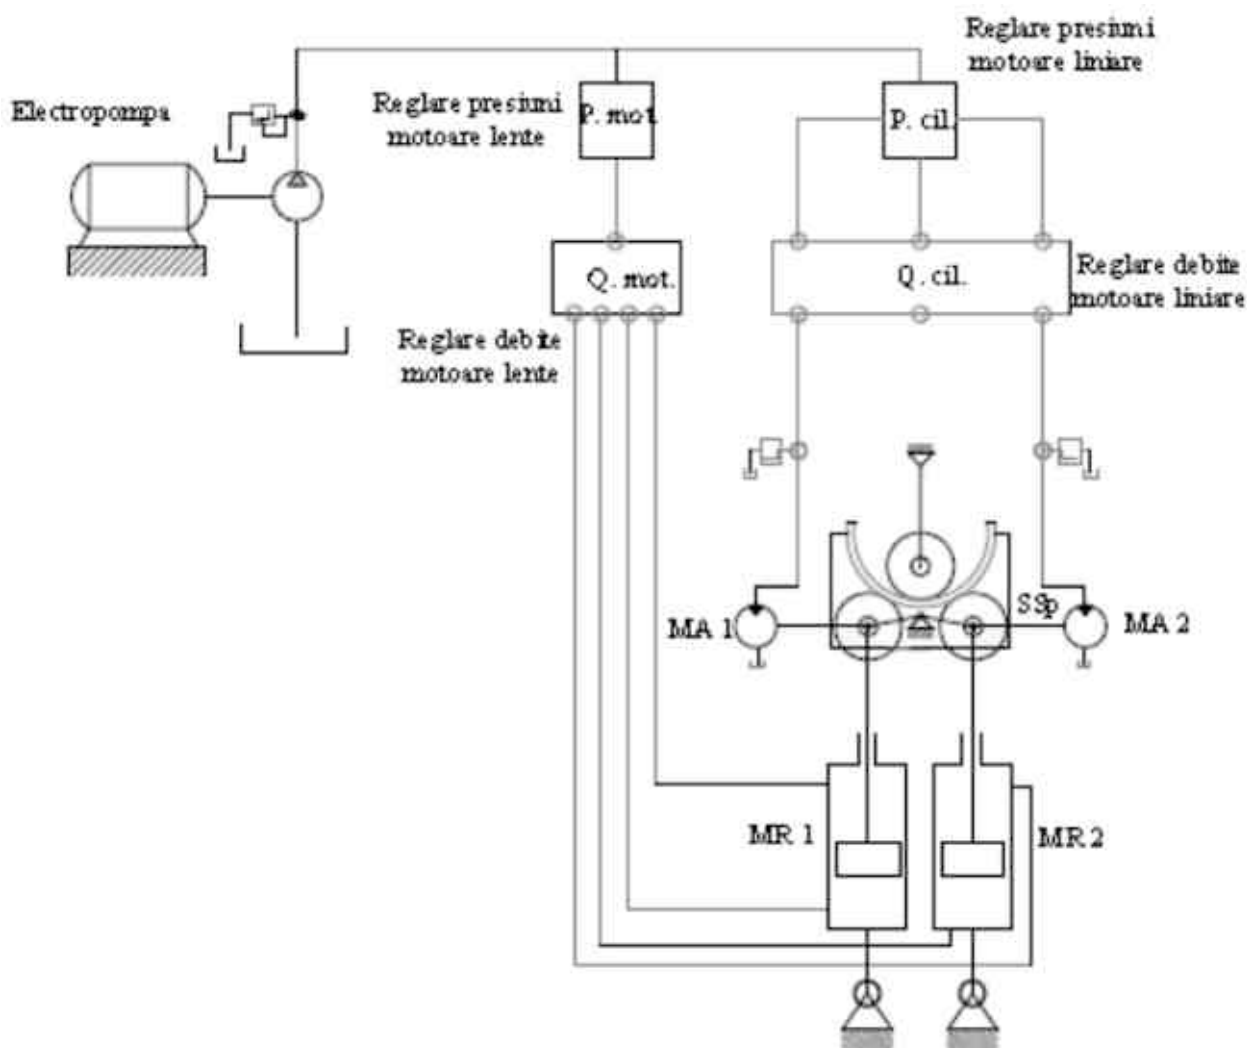 Reglare presiuni
motoare liniare
Electropompa
Reglare presiuni
motoare lente
P. mot
P. cil.
Q. mot.
Q. cil.
Reglare debite
motoare liniare
Reglare debite
motoare lente
SSp
MA 1
MA 2
MR 1
MR 2